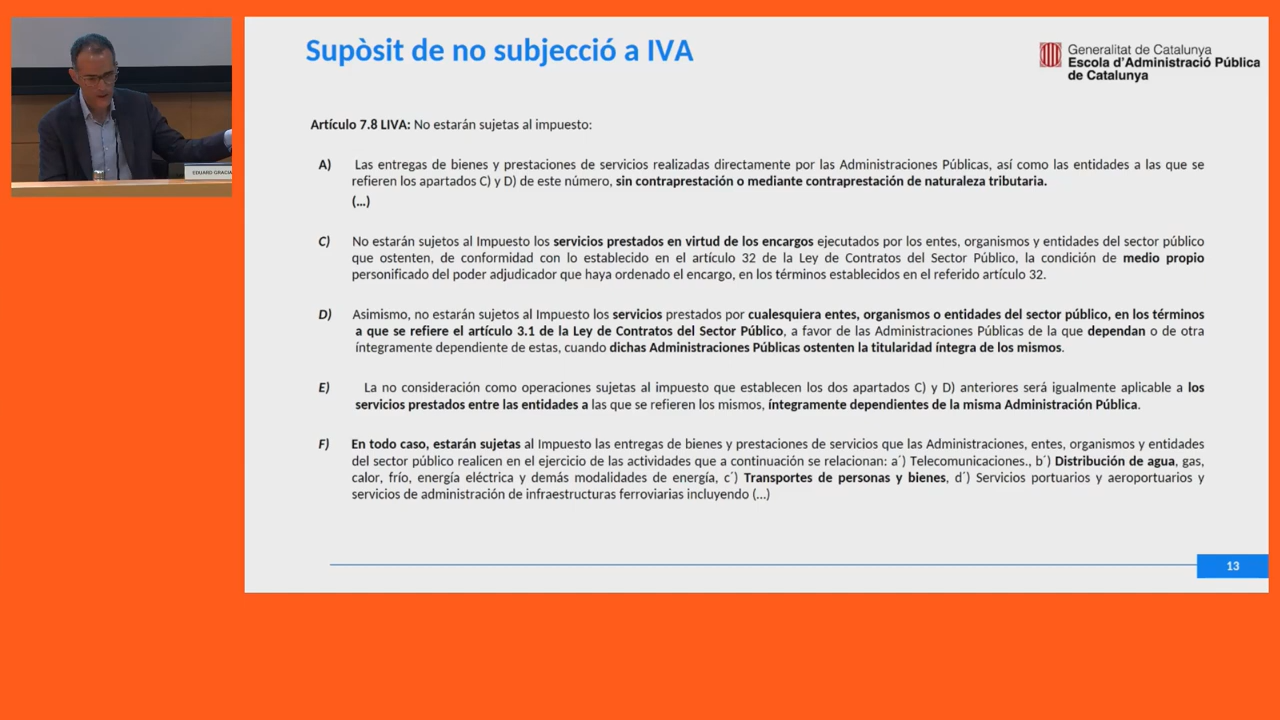 Supòsit de no subjecció a IVA
Generalitat de Catalunya
Escola d'Administració Pública
de Catalunya
EDUARD GRACIA
Artículo 7.8 LIVA: No estarán sujetas al impuesto:
A) Las entregas de bienes y prestaciones de servicios realizadas directamente por las Administraciones Públicas, así como las entidades a las que se
refieren los apartados C) y D) de este número, sin contraprestación o mediante contraprestación de naturaleza tributaria.
(...)
C) No estarán sujetos al Impuesto los servicios prestados en virtud de los encargos ejecutados por los entes, organismos y entidades del sector público
que ostenten, de conformidad con lo establecido en el artículo 32 de la Ley de Contratos del Sector Público, la condición de medio propio
personificado del poder adjudicador que haya ordenado el encargo, en los términos establecidos en el referido artículo 32.
D) Asimismo, no estarán sujetos al Impuesto los servicios prestados por cualesquiera entes, organismos o entidades del sector público, en los términos
a que se refiere el artículo 3.1 de la Ley de Contratos del Sector Público, a favor de las Administraciones Públicas de la que dependan o de otra
íntegramente dependiente de estas, cuando dichas Administraciones Públicas ostenten la titularidad íntegra de los mismos.
E) La no consideración como operaciones sujetas al impuesto que establecen los dos apartados C) y D) anteriores será igualmente aplicable a los
servicios prestados entre las entidades a las que se refieren los mismos, íntegramente dependientes de la misma Administración Pública.
F) En todo caso, estarán sujetas al Impuesto las entregas de bienes y prestaciones de servicios que las Administraciones, entes, organismos y entidades
del sector público realicen en el ejercicio de las actividades que a continuación se relacionan: a´) Telecomunicaciones., b´) Distribución de agua, gas,
calor, frío, energía eléctrica y demás modalidades de energía, c´) Transportes de personas y bienes, d´) Servicios portuarios y aeroportuarios y
servicios de administración de infraestructuras ferroviarias incluyendo (...)
13